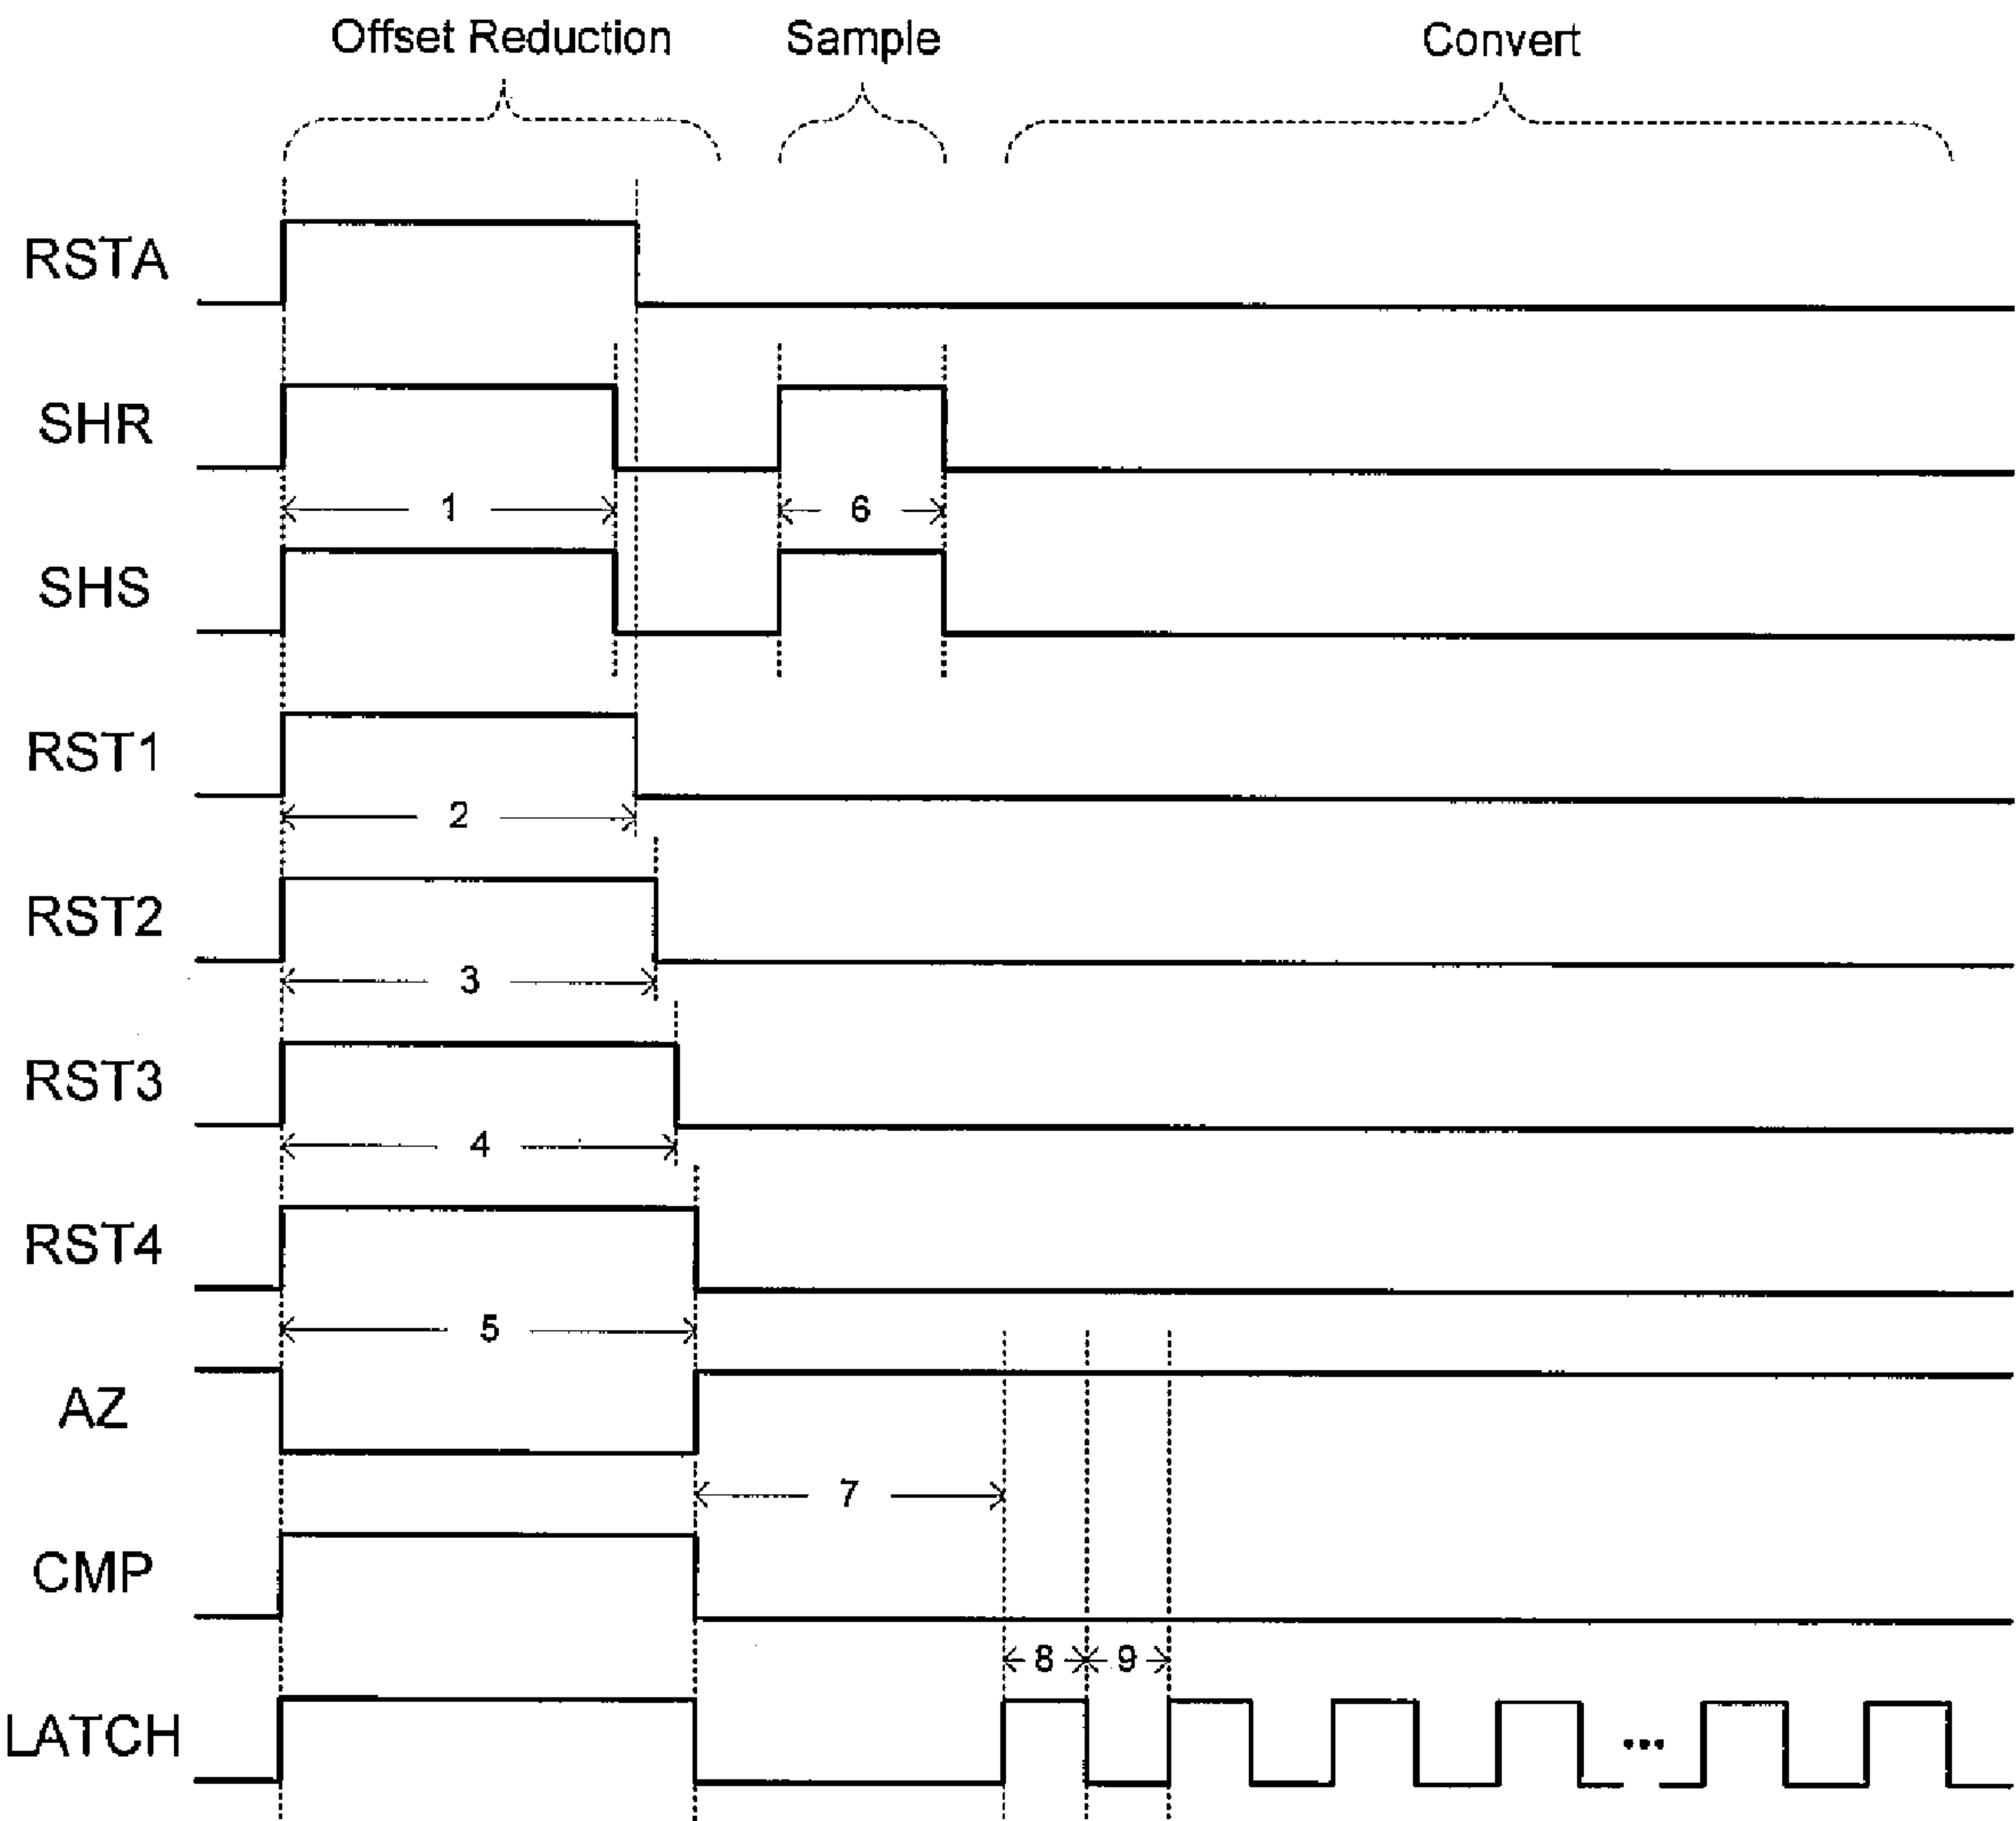 Offset Reduction Sample Convert
RSTA
SHR
1 6
SHS
RST1
2
RST2
3
RST3
4
RST4
5
AZ
7
CMP
8 9
LATCH
...